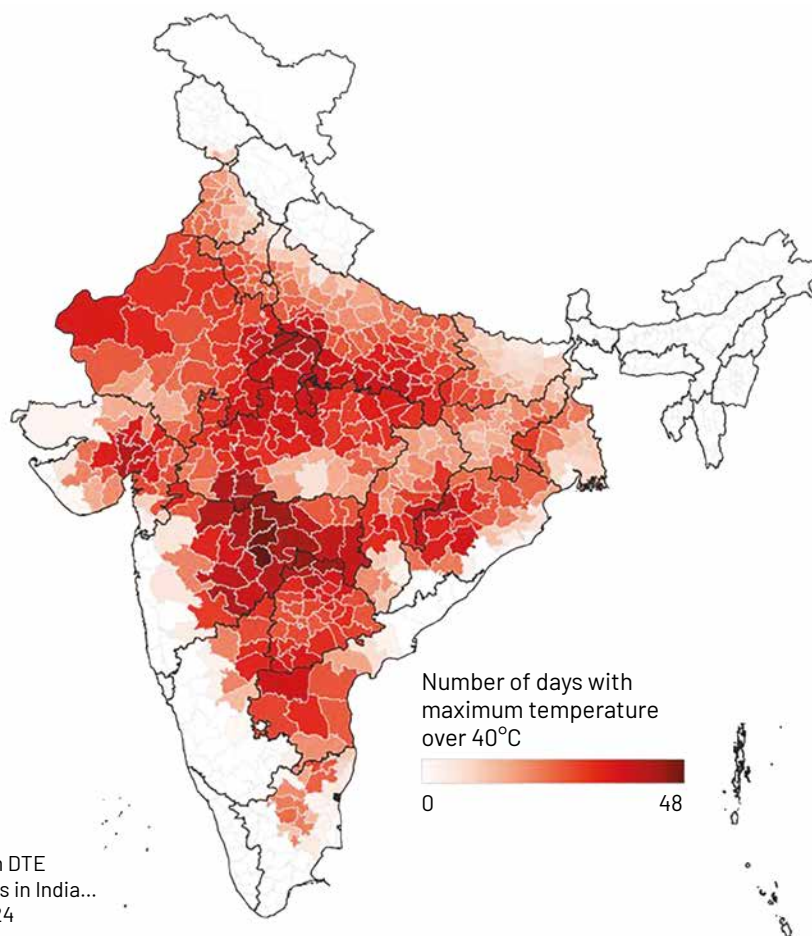 Number of days with
maximum temperature
over 40°C
0 48
DTE
s in India...
24